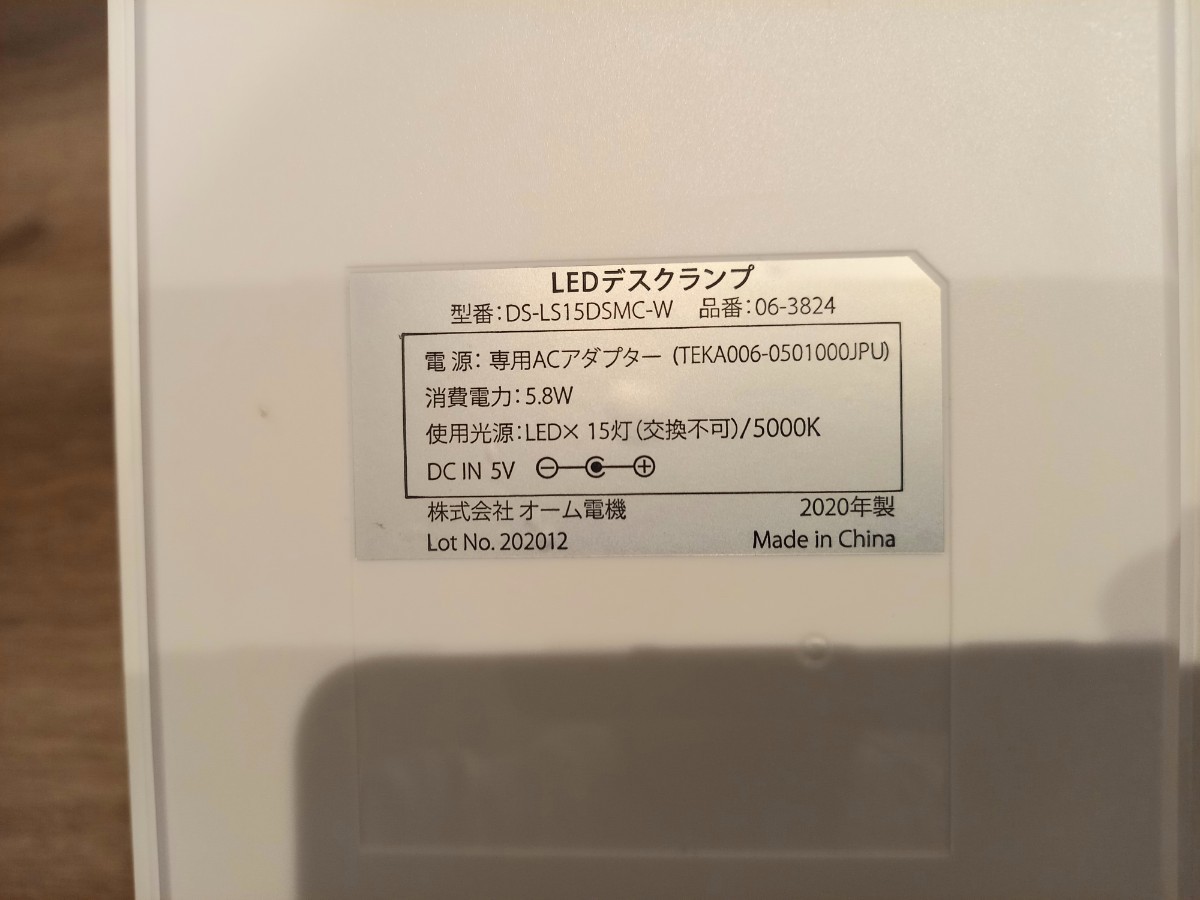 LEDデスクランプ
型番:DS-LS15DSMC-W 品番:06-3824
電源: 専用ACアダプター (TEKA006-0501000JPU)
消費電力:5.8W
使用光源:LED× 15灯(交換不可)/5000K
DC IN 5V
株式会社 オーム電機 2020年製
Lot No. 202012 Made in China